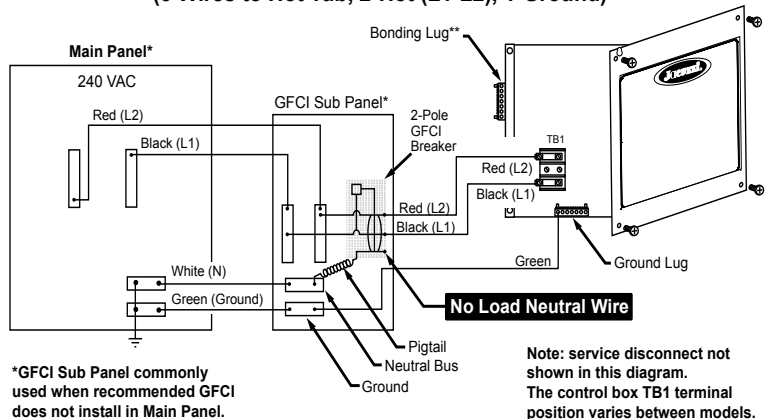 (3 Wires to Hot Tub, 2 Hot (L1-L2), 1 Ground)
Main Panel*
240 VAC
Red (L2)
Black (L1)
White (N)
Green (Ground)
GFCI Sub Panel*
2-Pole
GFCI
Breaker
Red (L2)
Black (L1)
Bonding Lug**
Jacuzzi
TB1
Red (L2)
Black (L1)
Green
Ground Lug
No Load Neutral Wire
Pigtail
Neutral Bus
Ground
*GFCI Sub Panel commonly
used when recommended GFCI
does not install in Main Panel.
Note: service disconnect not
shown in this diagram.
The control box TB1 terminal
position varies between models.